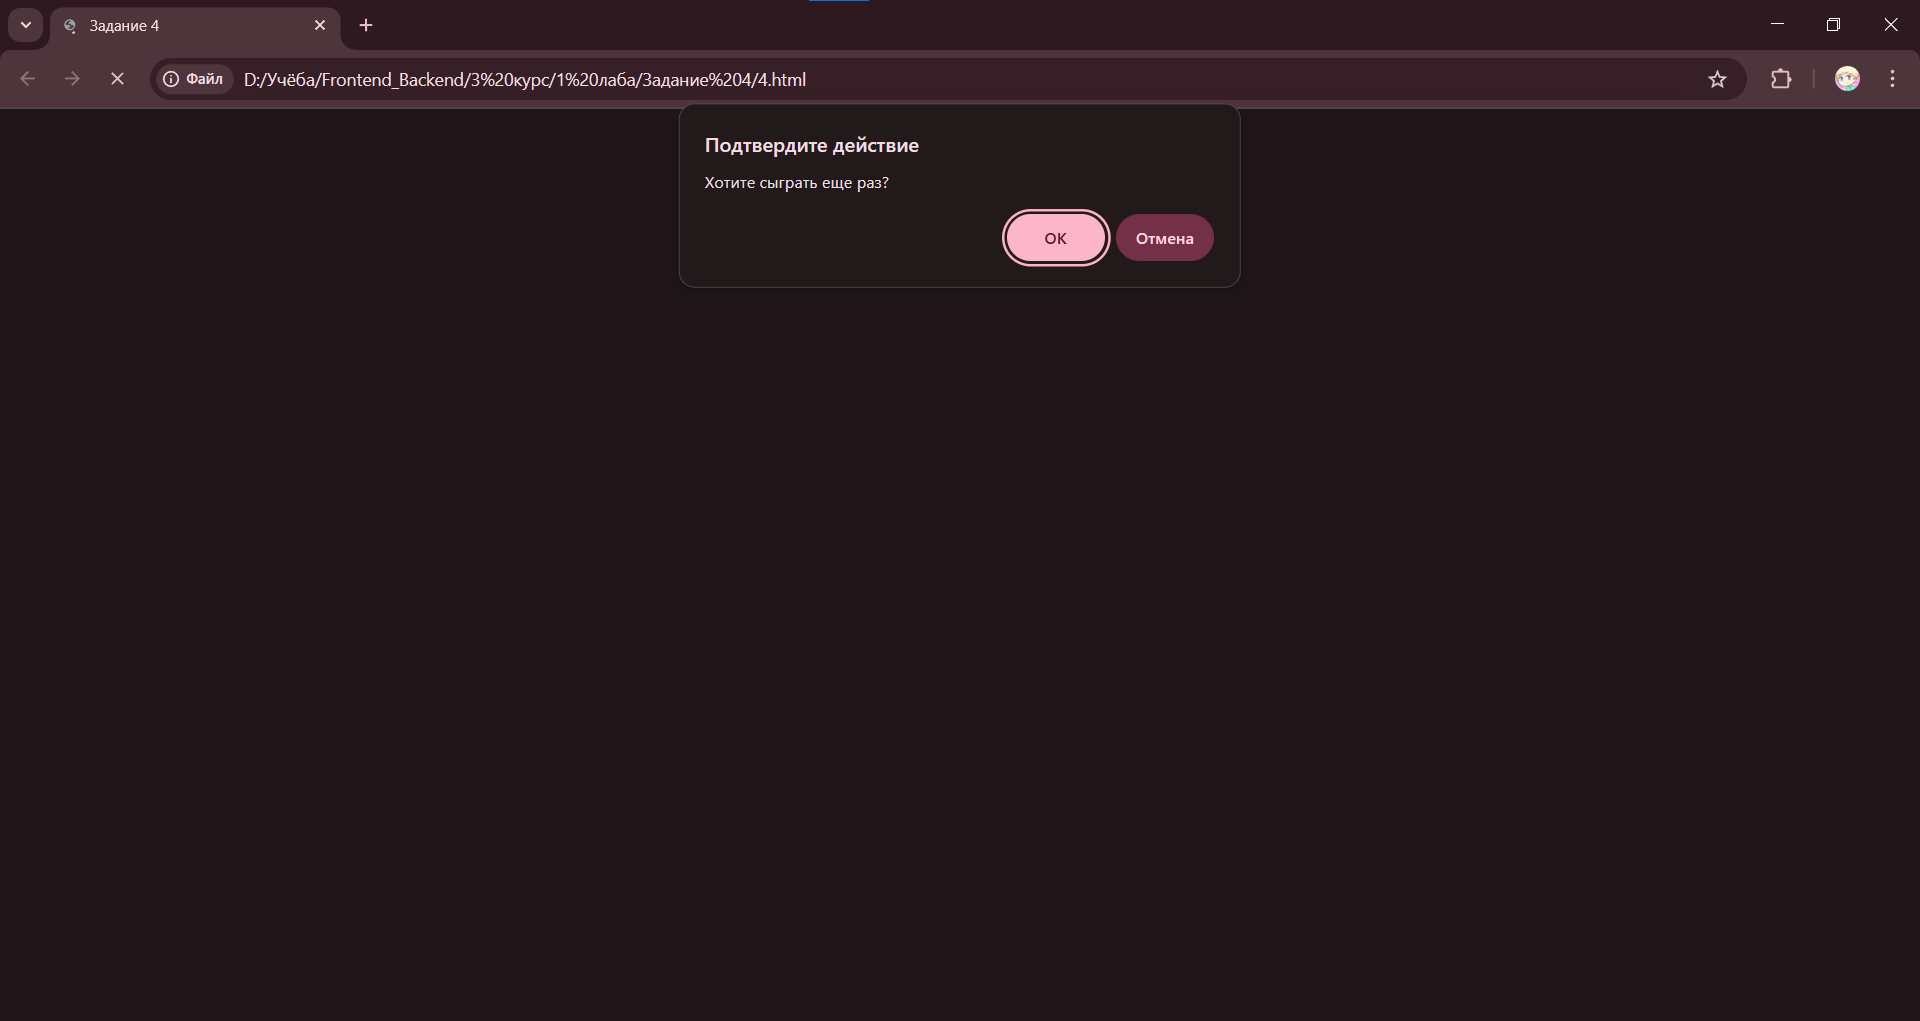 Задание 4
Файл D:/Учёба/Frontend_Backend/3%20курс/1%20лаба/Задание%204/4.html
Подтвердите действие
Хотите сыграть еще раз?
ОК Отмена